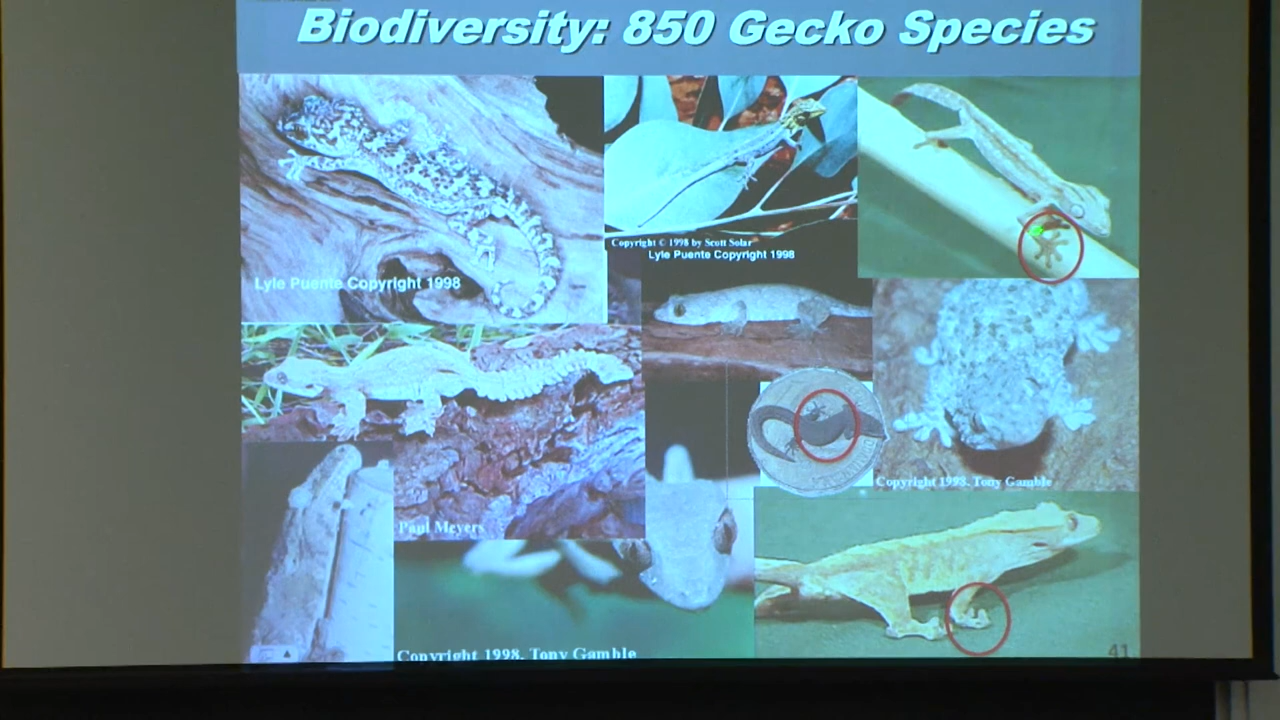 Biodiversity: 850 Gecko Species
Lyle Puente Copyright 1998
Copyright © 1998 by Scott Solar
Lyle Puente Copyright 1998
Copyright 1998, Tony Gamble
Paul Meyers
Copyright 1998, Tony Gamble
41